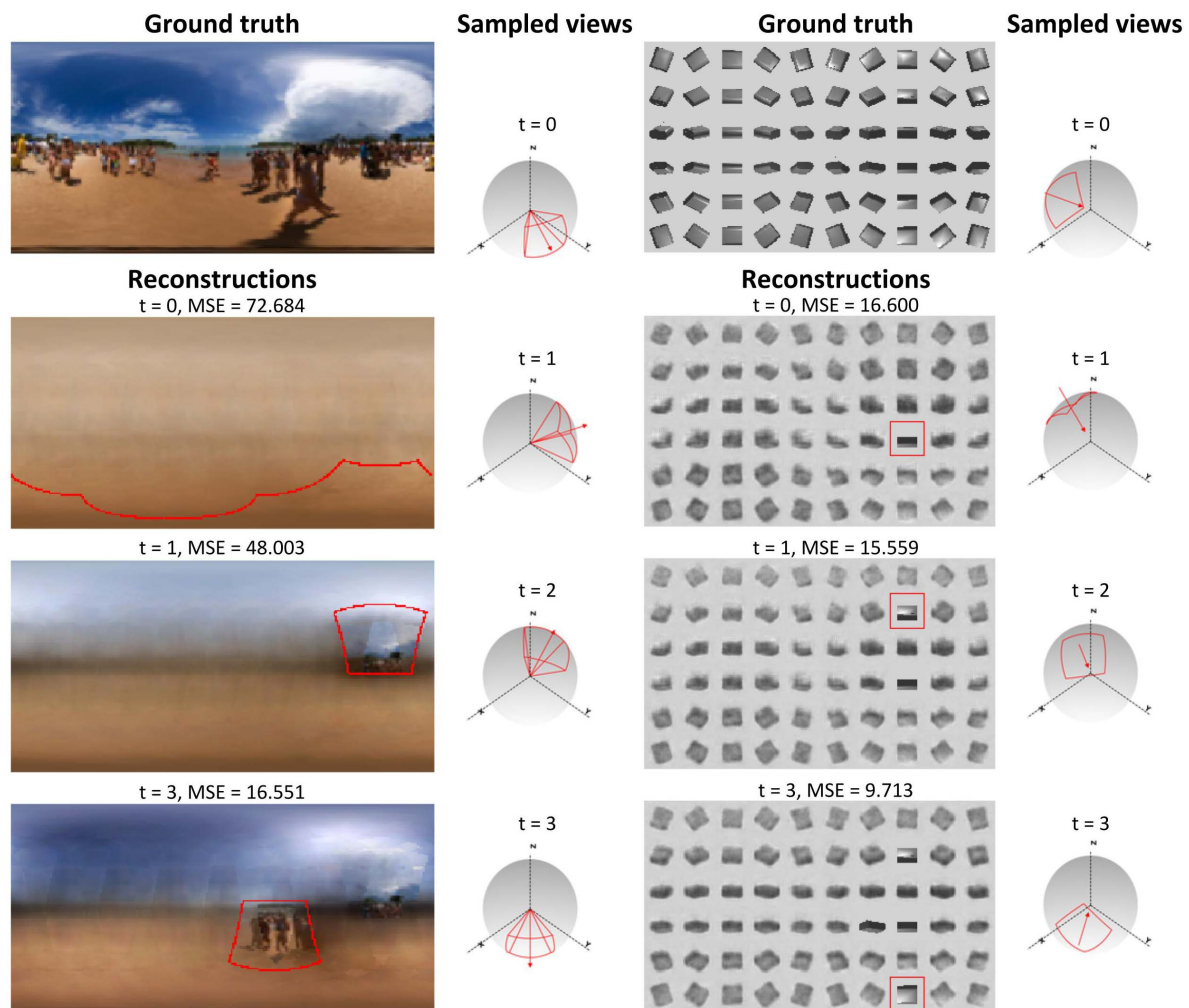 Ground truth
Sampled views
Ground truth
Sampled views
t = 0
N
X
Y
t = 0
N
X
Y
Reconstructions
t = 0, MSE = 72.684
Reconstructions
t = 0, MSE = 16.600
t = 1
N
X
Y
t = 1
N
X
Y
t = 1, MSE = 48.003
t = 1, MSE = 15.559
t = 2
N
X
Y
t = 2
N
X
Y
t = 3, MSE = 16.551
t = 3, MSE = 9.713
t = 3
N
X
Y
t = 3
N
X
Y